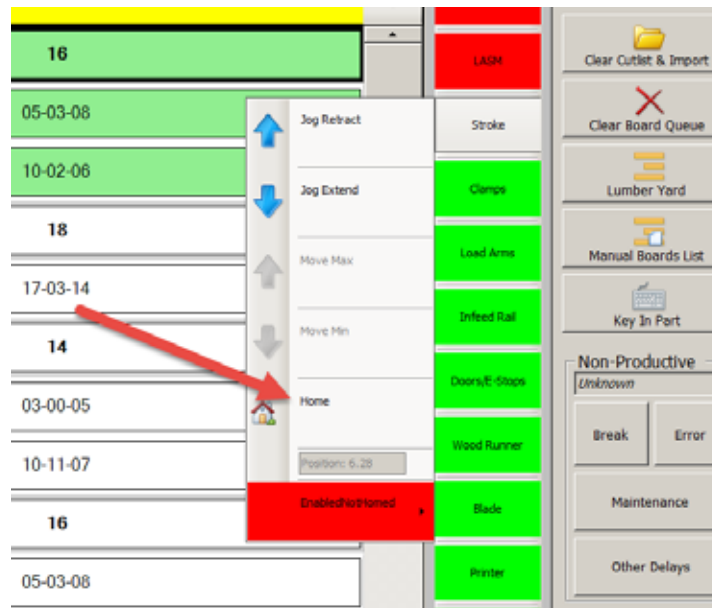 16
05-03-08
10-02-06
18
17-03-14
14
03-00-05
10-11-07
16
05-03-08
Jog Retract
Jog Extend
Move Max
Move Min
Home
Position: 6.28
EnabledNotHomed
LASM
Stroke
Clamps
Load Arms
Infeed Rail
Doors/E-Stops
Wood Runner
Blade
Printer
Clear Cutlist & Import
Clear Board Queue
Lumber Yard
Manual Boards List
Key In Part
Non-Productive
Unknown
Break
Error
Maintenance
Other Delays